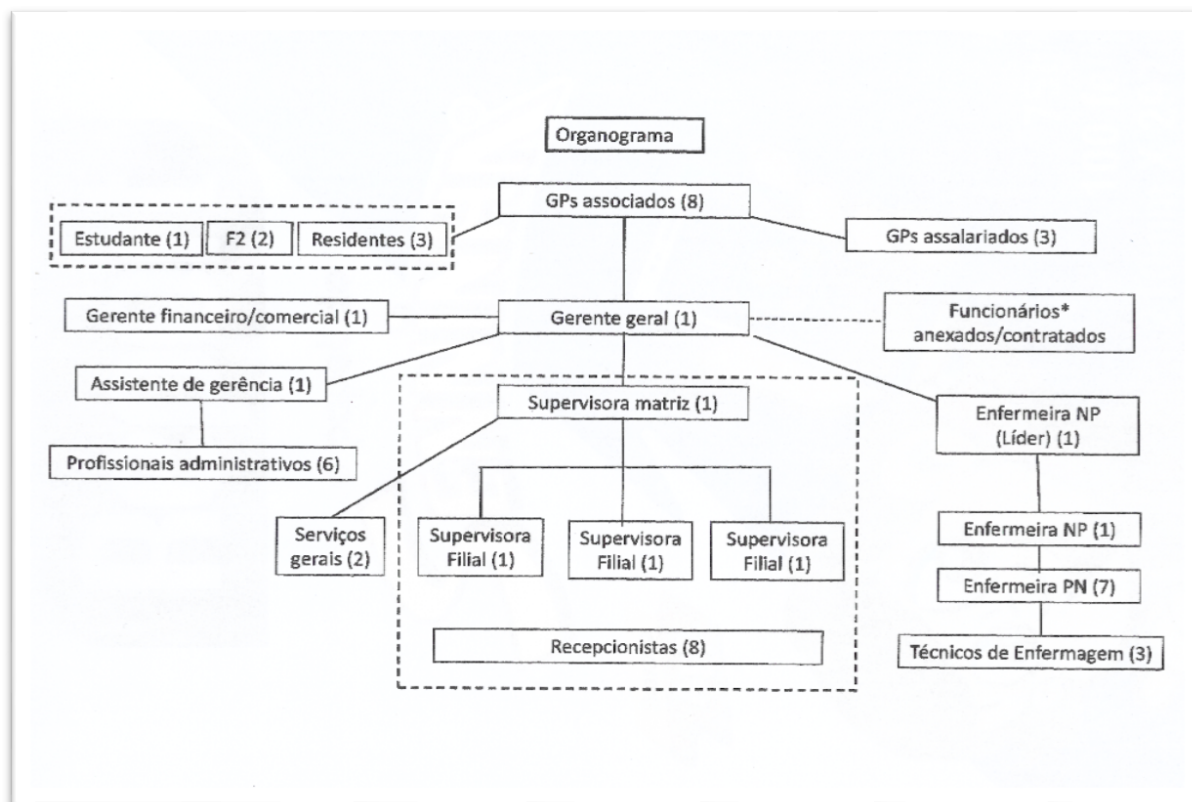 Organograma
GPs associados (8)
Estudante (1)
F2 (2)
Residentes (3)
GPs assalariados (3)
Gerente financeiro/comercial (1)
Gerente geral (1)
Funcionários*
anexados/contratados
Assistente de gerência (1)
Supervisora matriz (1)
Enfermeira NP
(Líder) (1)
Profissionais administrativos (6)
Serviços
gerais (2)
Supervisora
Filial (1)
Supervisora
Filial (1)
Supervisora
Filial (1)
Enfermeira NP (1)
Enfermeira PN (7)
Recepcionistas (8)
Técnicos de Enfermagem (3)